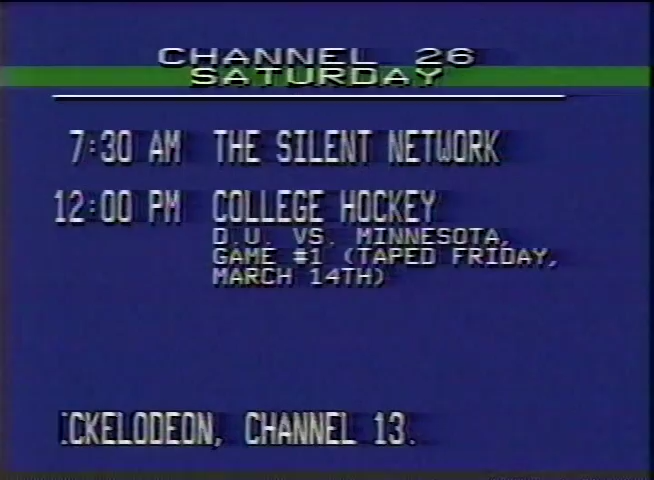 CHANNEL 26
SATURDAY
7:30 AM THE SILENT NETWORK
12:00 PM COLLEGE HOCKEY
D.U. VS. MINNESOTA,
GAME #1 (TAPED FRIDAY,
MARCH 14TH)
CKELODEON, CHANNEL 13.